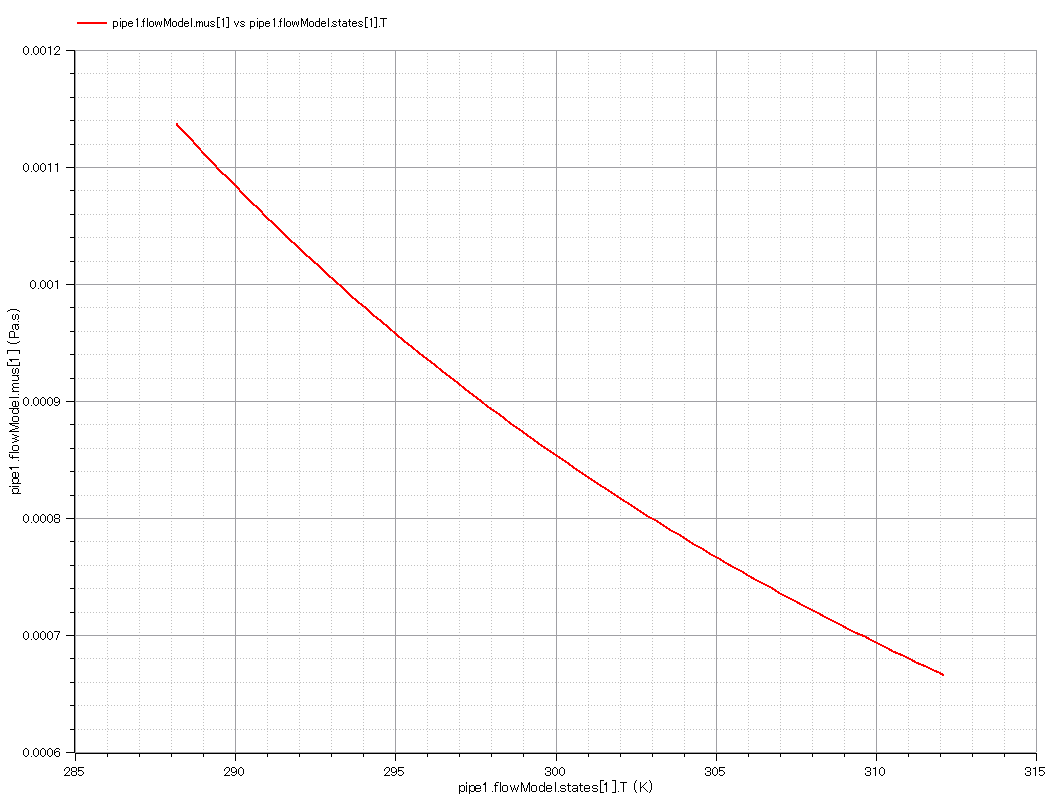 pipe1.flowModel.mus[1] vs pipe1.flowModel.states[1].T
0.0012
0.0011
0.001
0.0009
0.0008
0.0007
0.0006
pipe1.flowModel.mus[1] (Pa.s)
285 290 295 300 305 310 315
pipe1.flowModel.states[1].T (K)